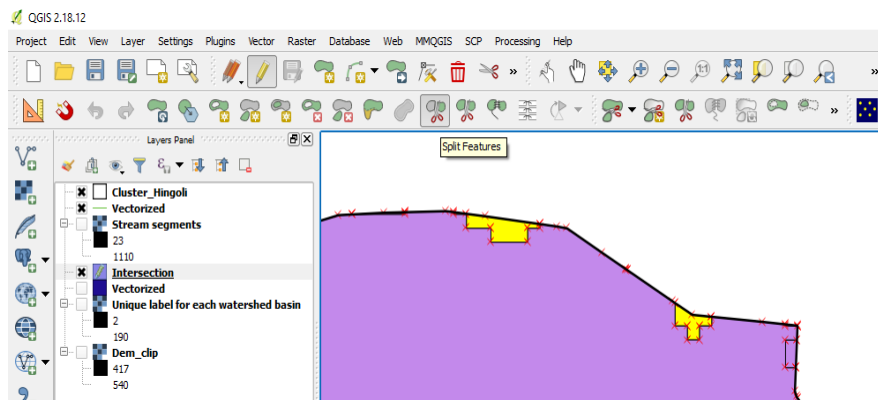 QGIS 2.18.12
Project Edit View Layer Settings Plugins Vector Raster Database Web MMQGIS SCP Processing Help
Layers Panel
Split Features
Cluster_Hingoli
Vectorized
Stream segments
23
1110
Intersection
Vectorized
Unique label for each watershed basin
2
190
Dem_clip
417
540